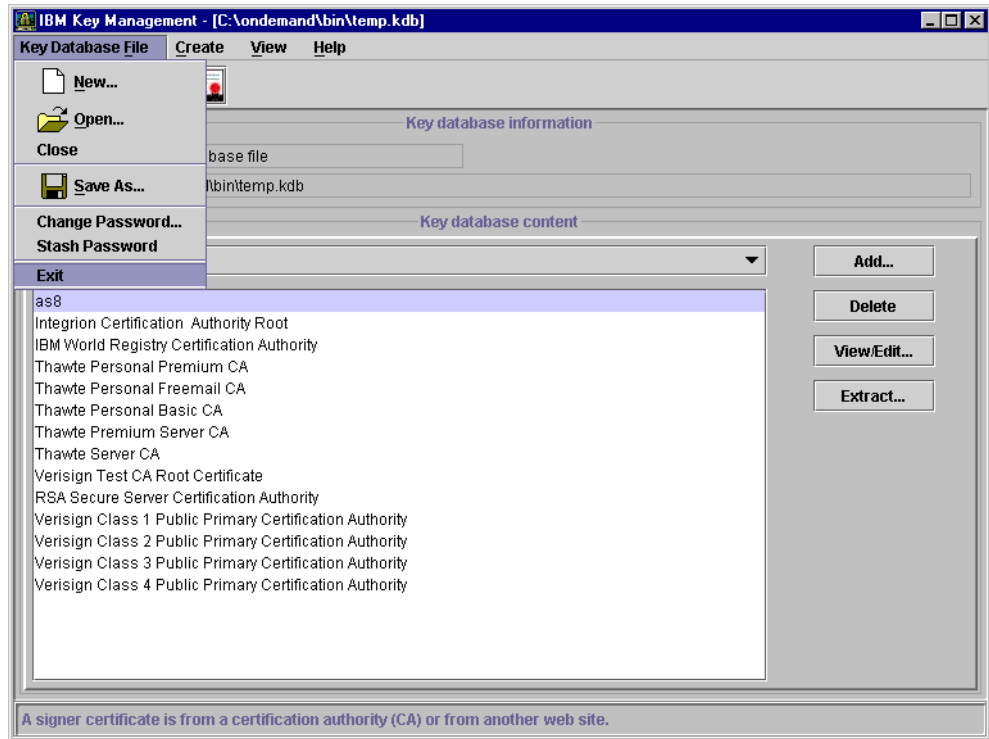 IBM Key Management - [C:\ondemand\bin\temp.kdb]
Key Database File Create View Help
New...
Open...
Close
Save As...
Change Password...
Stash Password
Exit
Key database information
base file
\bin\temp.kdb
Key database content
Add...
Delete
View/Edit...
Extract...
as8
Integrion Certification Authority Root
IBM World Registry Certification Authority
Thawte Personal Premium CA
Thawte Personal Freemail CA
Thawte Personal Basic CA
Thawte Premium Server CA
Thawte Server CA
Verisign Test CA Root Certificate
RSA Secure Server Certification Authority
Verisign Class 1 Public Primary Certification Authority
Verisign Class 2 Public Primary Certification Authority
Verisign Class 3 Public Primary Certification Authority
Verisign Class 4 Public Primary Certification Authority
A signer certificate is from a certification authority (CA) or from another web site.